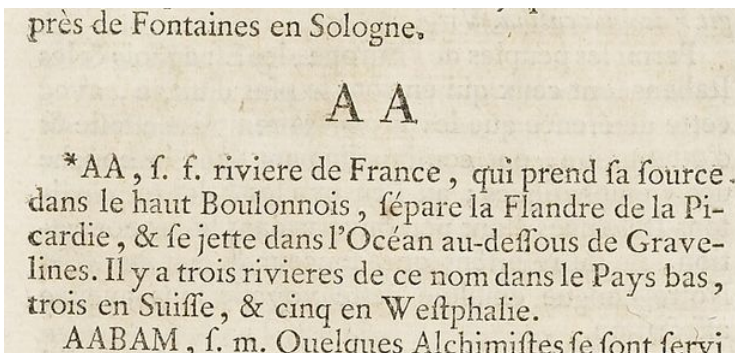 près de Fontaines en Sologne.
A A
*AA, ſ. f. riviere de France, qui prend ſa ſource
dans le haut Boulonnois, ſépare la Flandre de la Pi-
cardie, & ſe jette dans l'Océan au-deſſous de Grave-
lines. Il y a trois rivieres de ce nom dans le Pays bas,
trois en Suiſſe, & cinq en Weſtphalie.
AABAM, ſ. m. Quelques Alchimiſtes ſe ſont ſervi